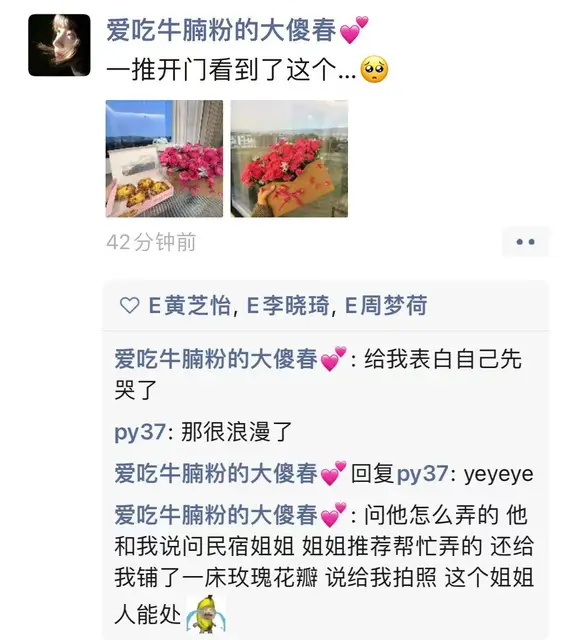 爱吃牛腩粉的大傻春💕
一推开门看到了这个...🥺
42分钟前
E黄芝怡, E李晓琦, E周梦荷
爱吃牛腩粉的大傻春💕: 给我表白自己先
哭了
py37: 那很浪漫了
爱吃牛腩粉的大傻春💕回复py37: yeyeye
爱吃牛腩粉的大傻春💕: 问他怎么弄的 他
和我说问民宿姐姐 姐姐推荐帮忙弄的 还给
我铺了一床玫瑰花瓣 说给我拍照 这个姐姐
人能处